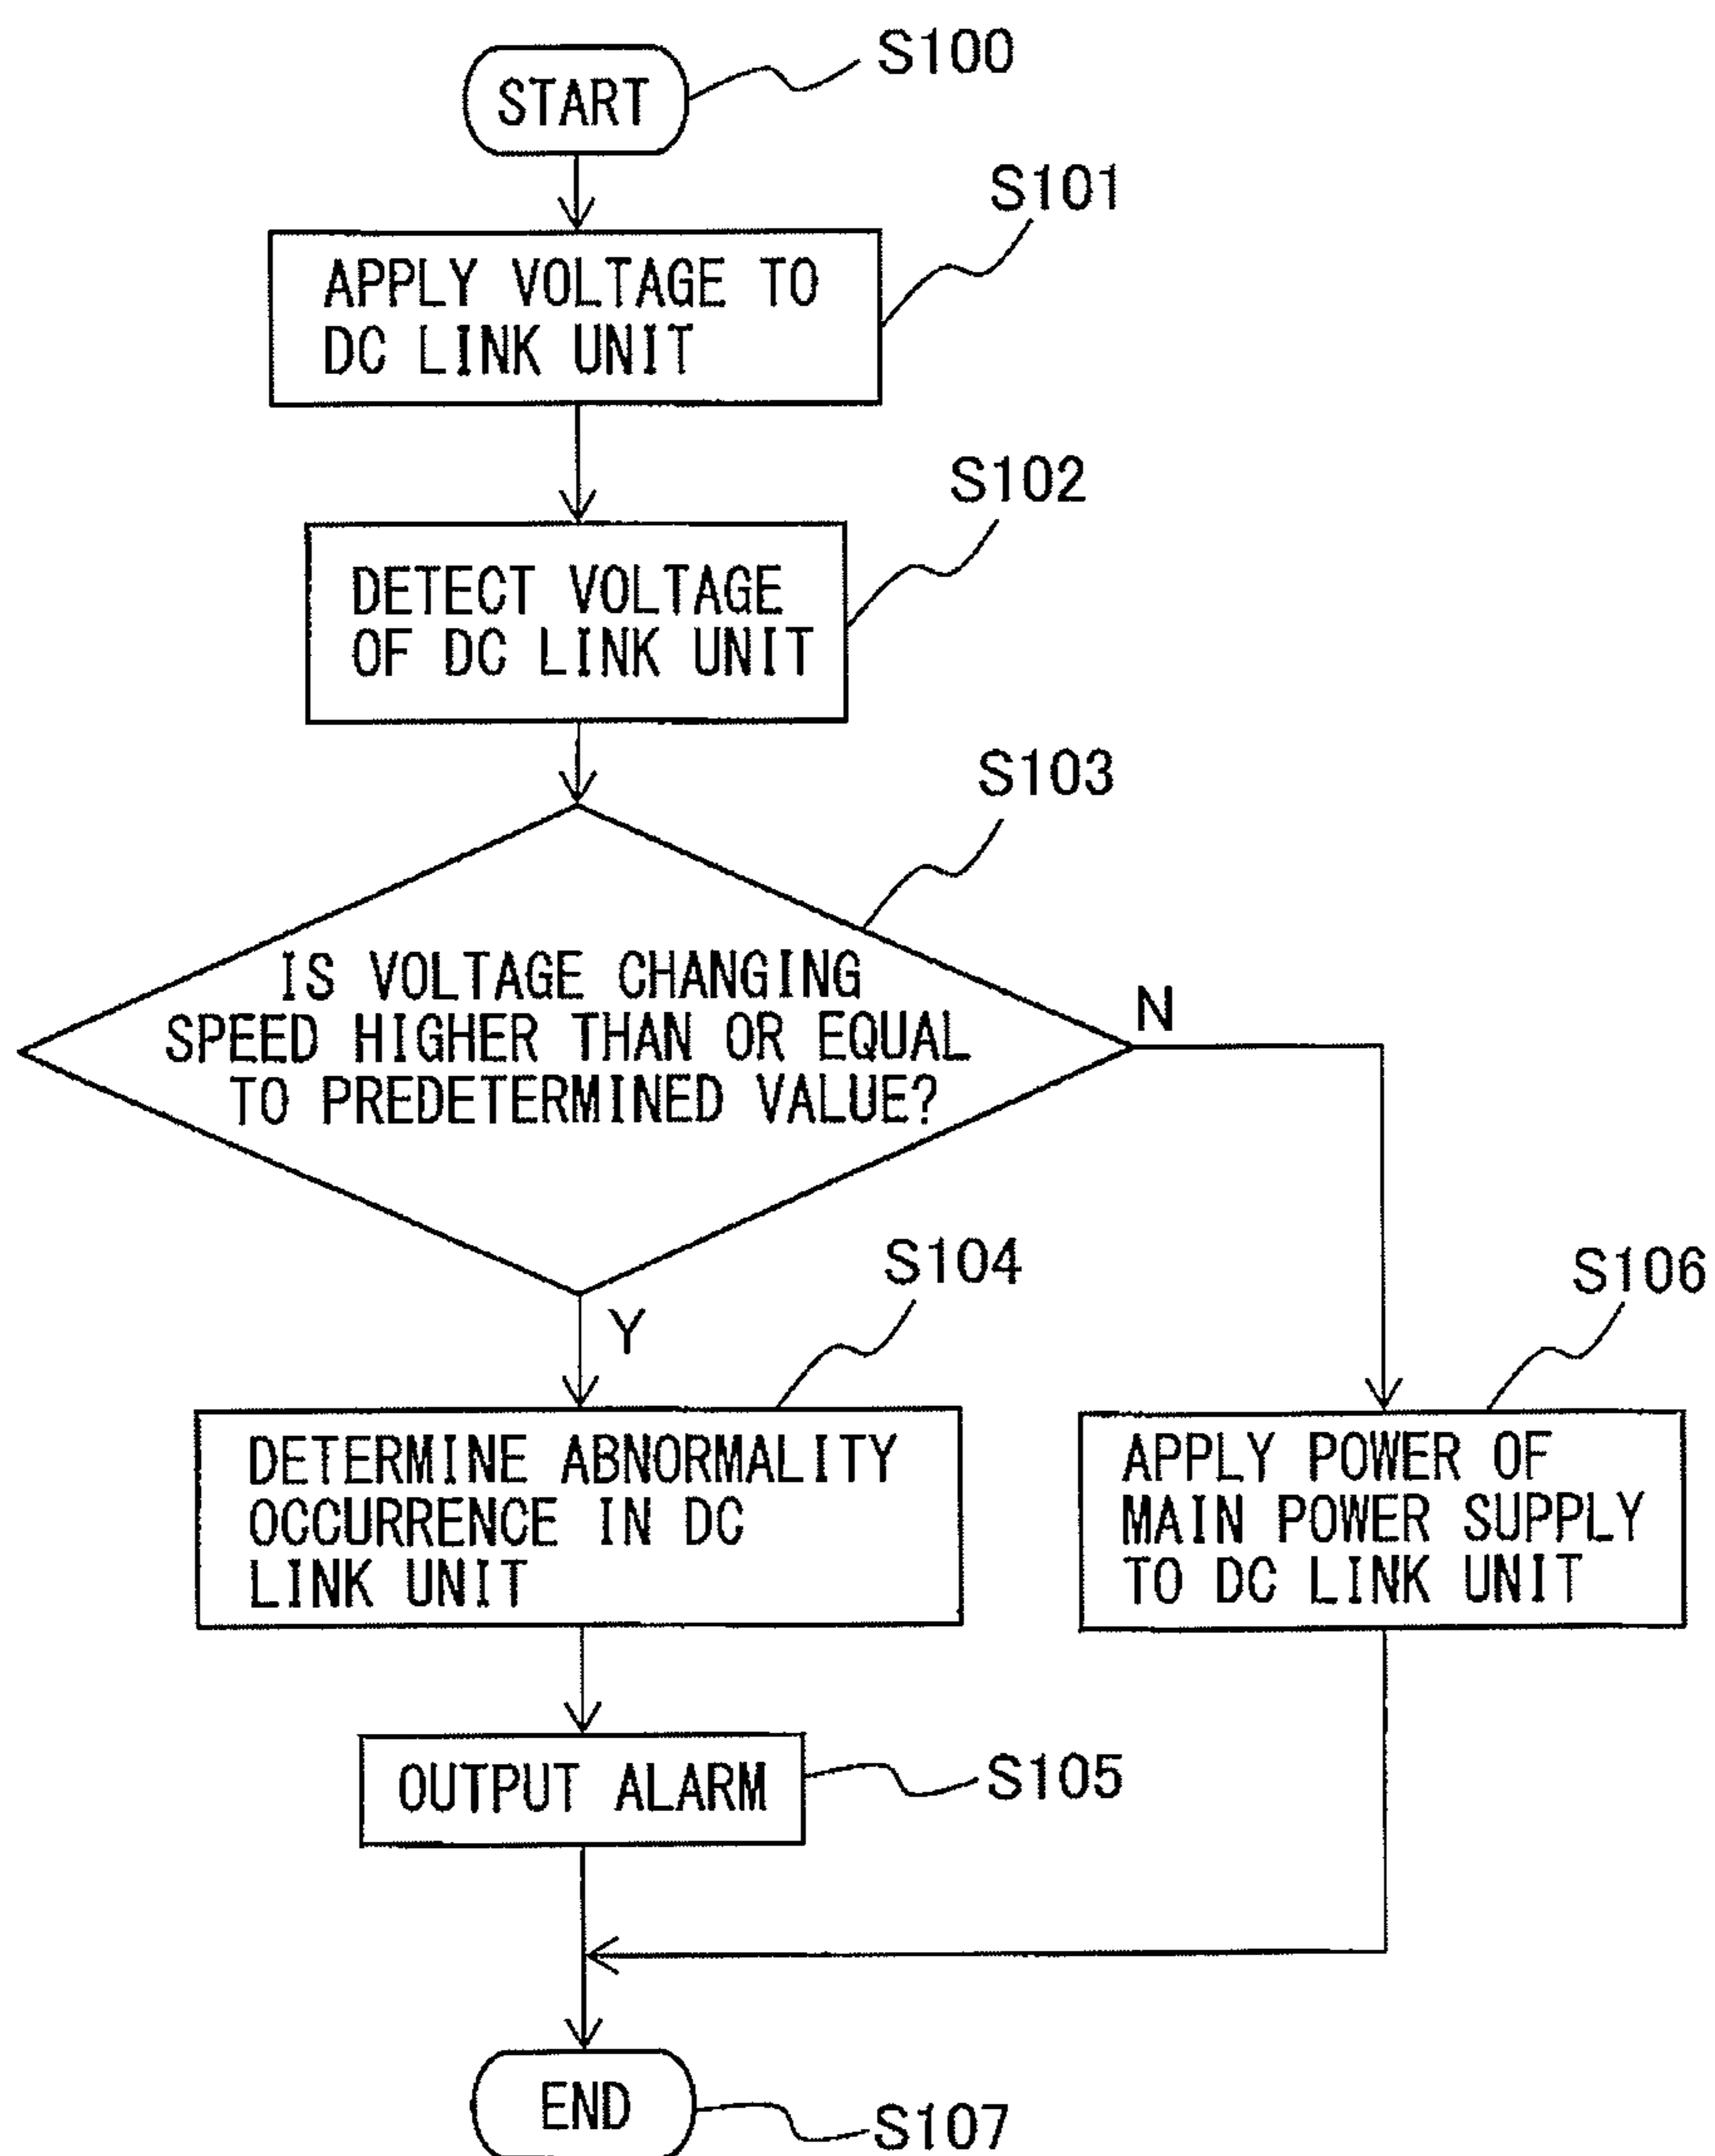 START
S100
S101
APPLY VOLTAGE TO
DC LINK UNIT
S102
DETECT VOLTAGE
OF DC LINK UNIT
S103
IS VOLTAGE CHANGING
SPEED HIGHER THAN OR EQUAL
TO PREDETERMINED VALUE?
N
Y
S104
DETERMINE ABNORMALITY
OCCURRENCE IN DC
LINK UNIT
S106
APPLY POWER OF
MAIN POWER SUPPLY
TO DC LINK UNIT
OUTPUT ALARM
S105
END
S107